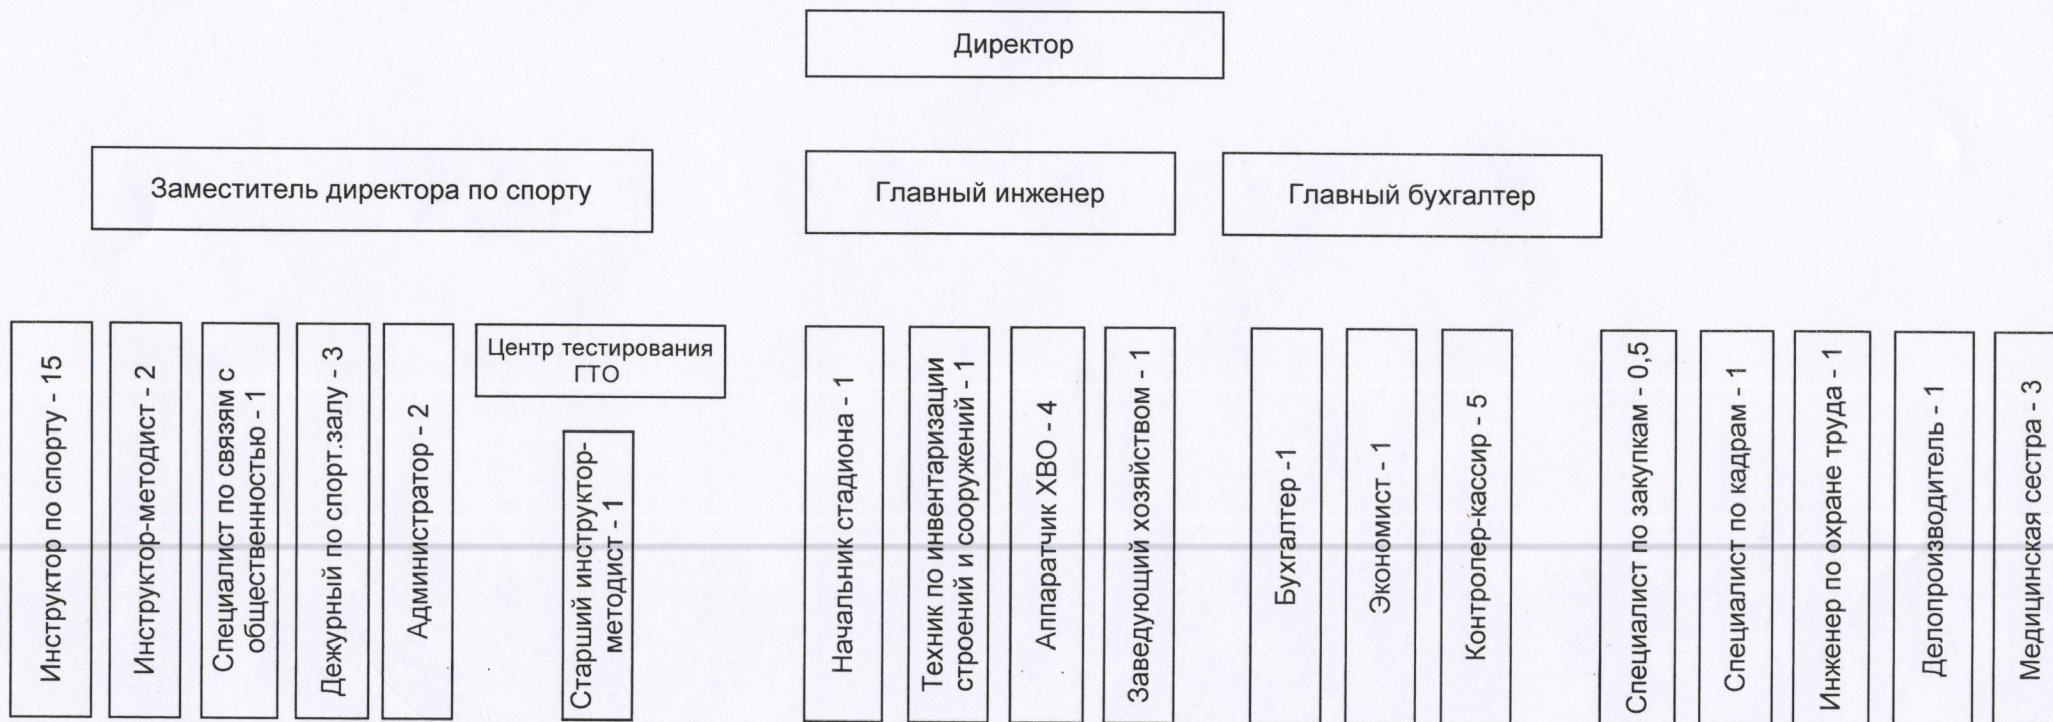 Директор
Заместитель директора по спорту
Главный инженер
Главный бухгалтер
Инструктор по спорту - 15
Инструктор-методист - 2
Специалист по связям с
общественностью - 1
Дежурный по спорт.залу - 3
Администратор - 2
Центр тестирования
ГТО
Старший инструктор-
методист - 1
Начальник стадиона - 1
Техник по инвентаризации
строений и сооружений - 1
Аппаратчик ХВО - 4
Заведующий хозяйством - 1
Бухгалтер -1
Экономист - 1
Контролер-кассир - 5
Специалист по закупкам - 0,5
Специалист по кадрам - 1
Инженер по охране труда - 1
Делопроизводитель - 1
Медицинская сестра - 3